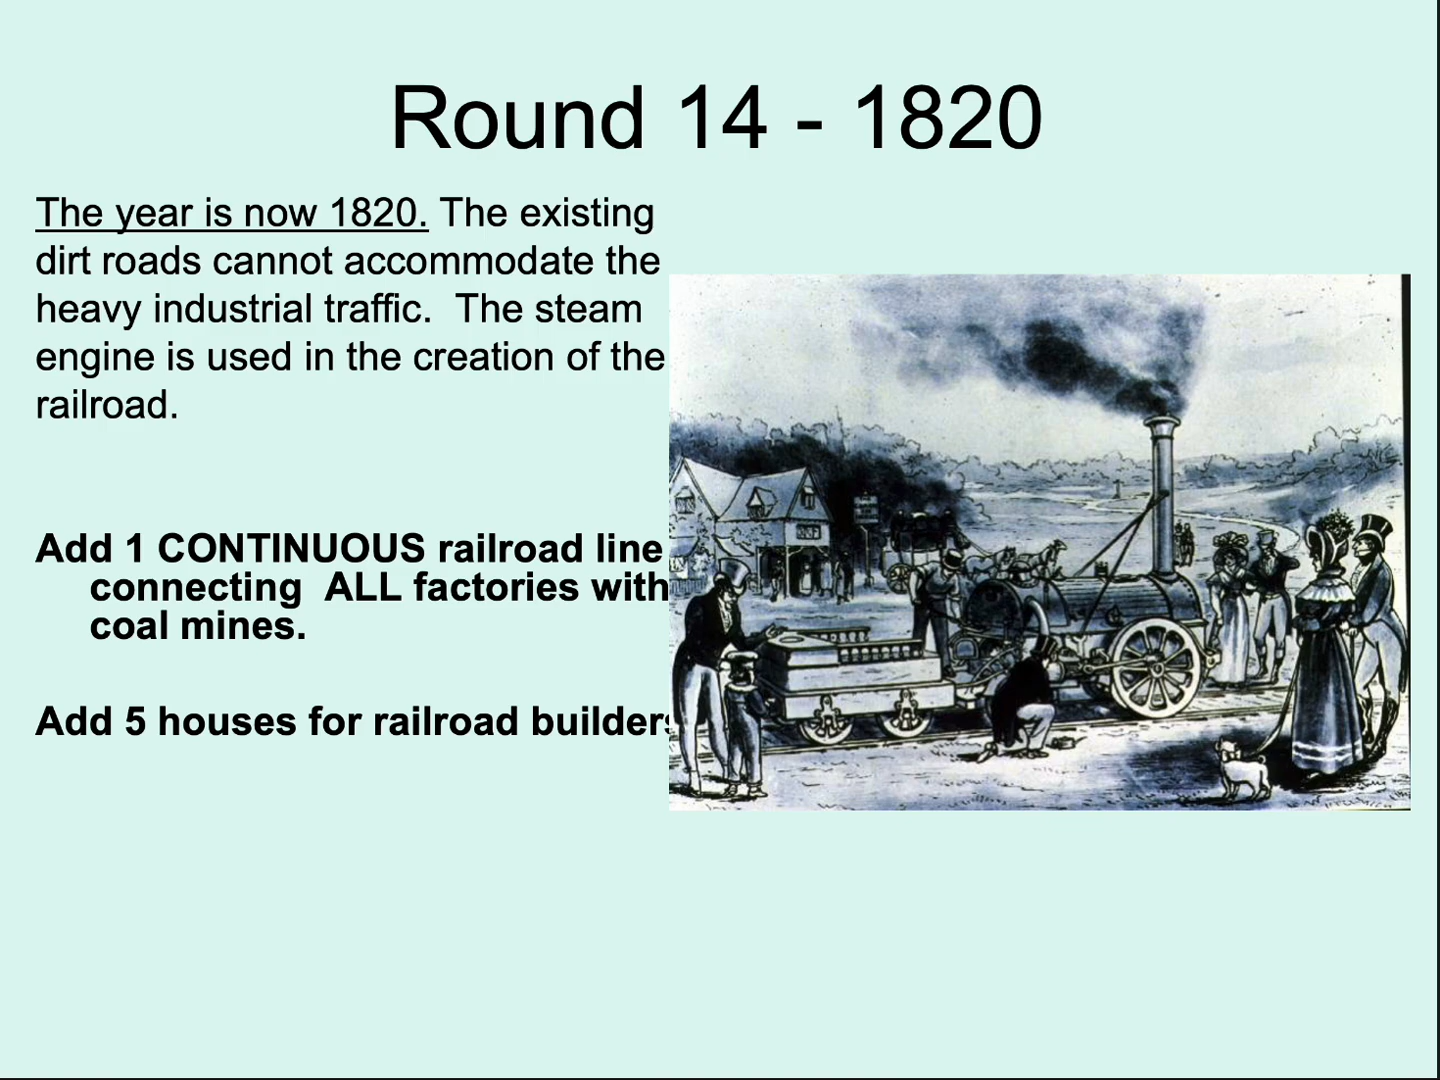 Round 14 - 1820
The year is now 1820. The existing
dirt roads cannot accommodate the
heavy industrial traffic.  The steam
engine is used in the creation of the
railroad.
Add 1 CONTINUOUS railroad line
connecting  ALL factories with
coal mines.
Add 5 houses for railroad builders